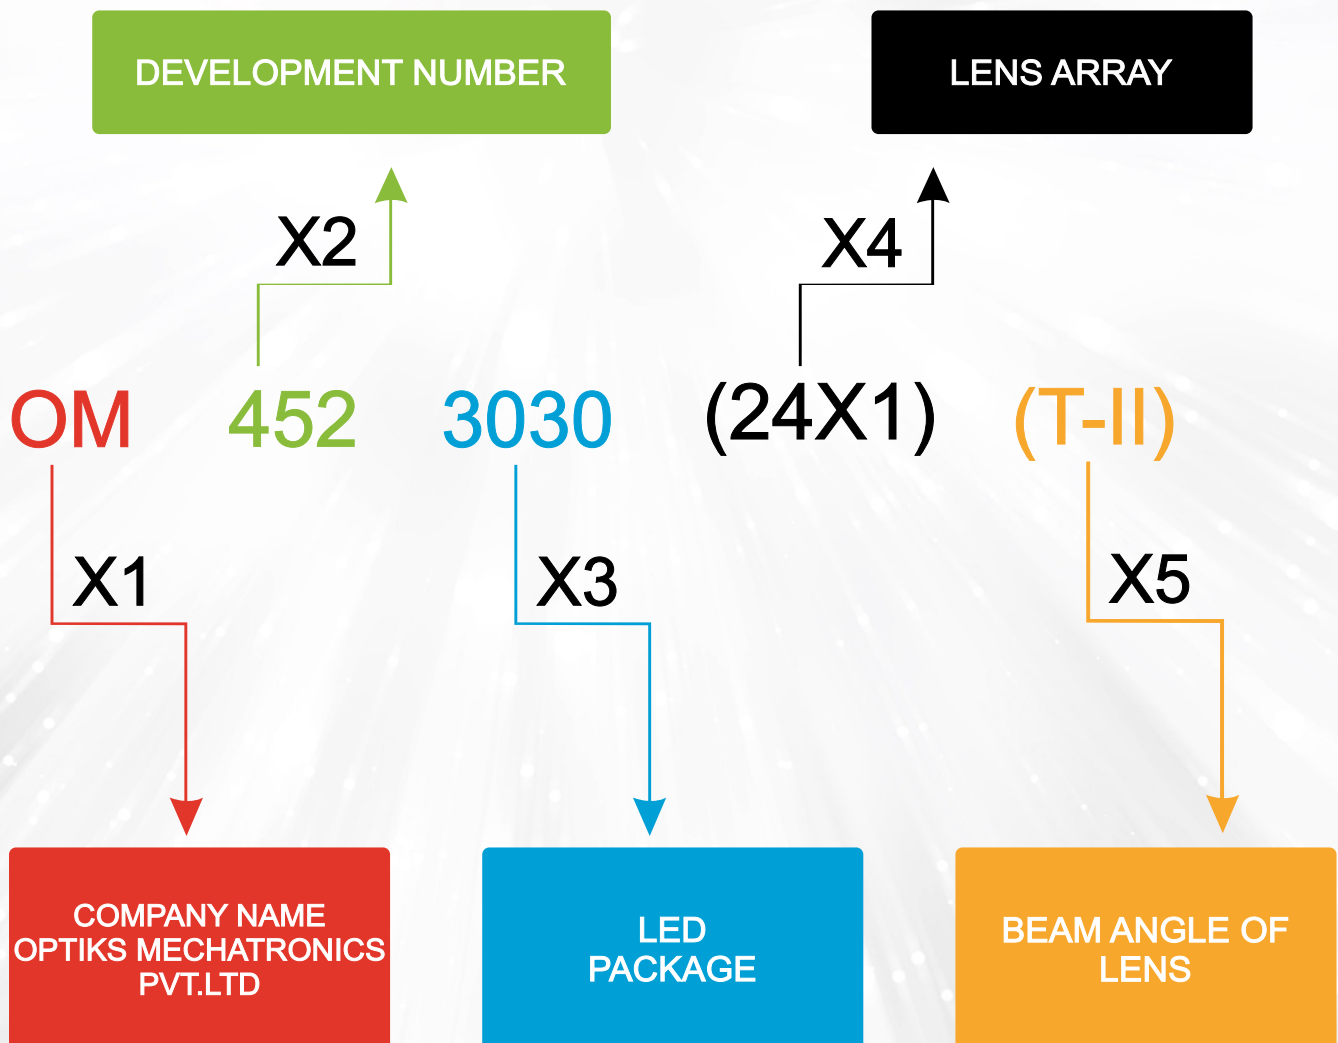 DEVELOPMENT NUMBER
LENS ARRAY
X2
X4
OM 452 3030 (24X1) (T-II)
X1
X3
X5
COMPANY NAME
OPTIKS MECHATRONICS
PVT.LTD
LED
PACKAGE
BEAM ANGLE OF
LENS